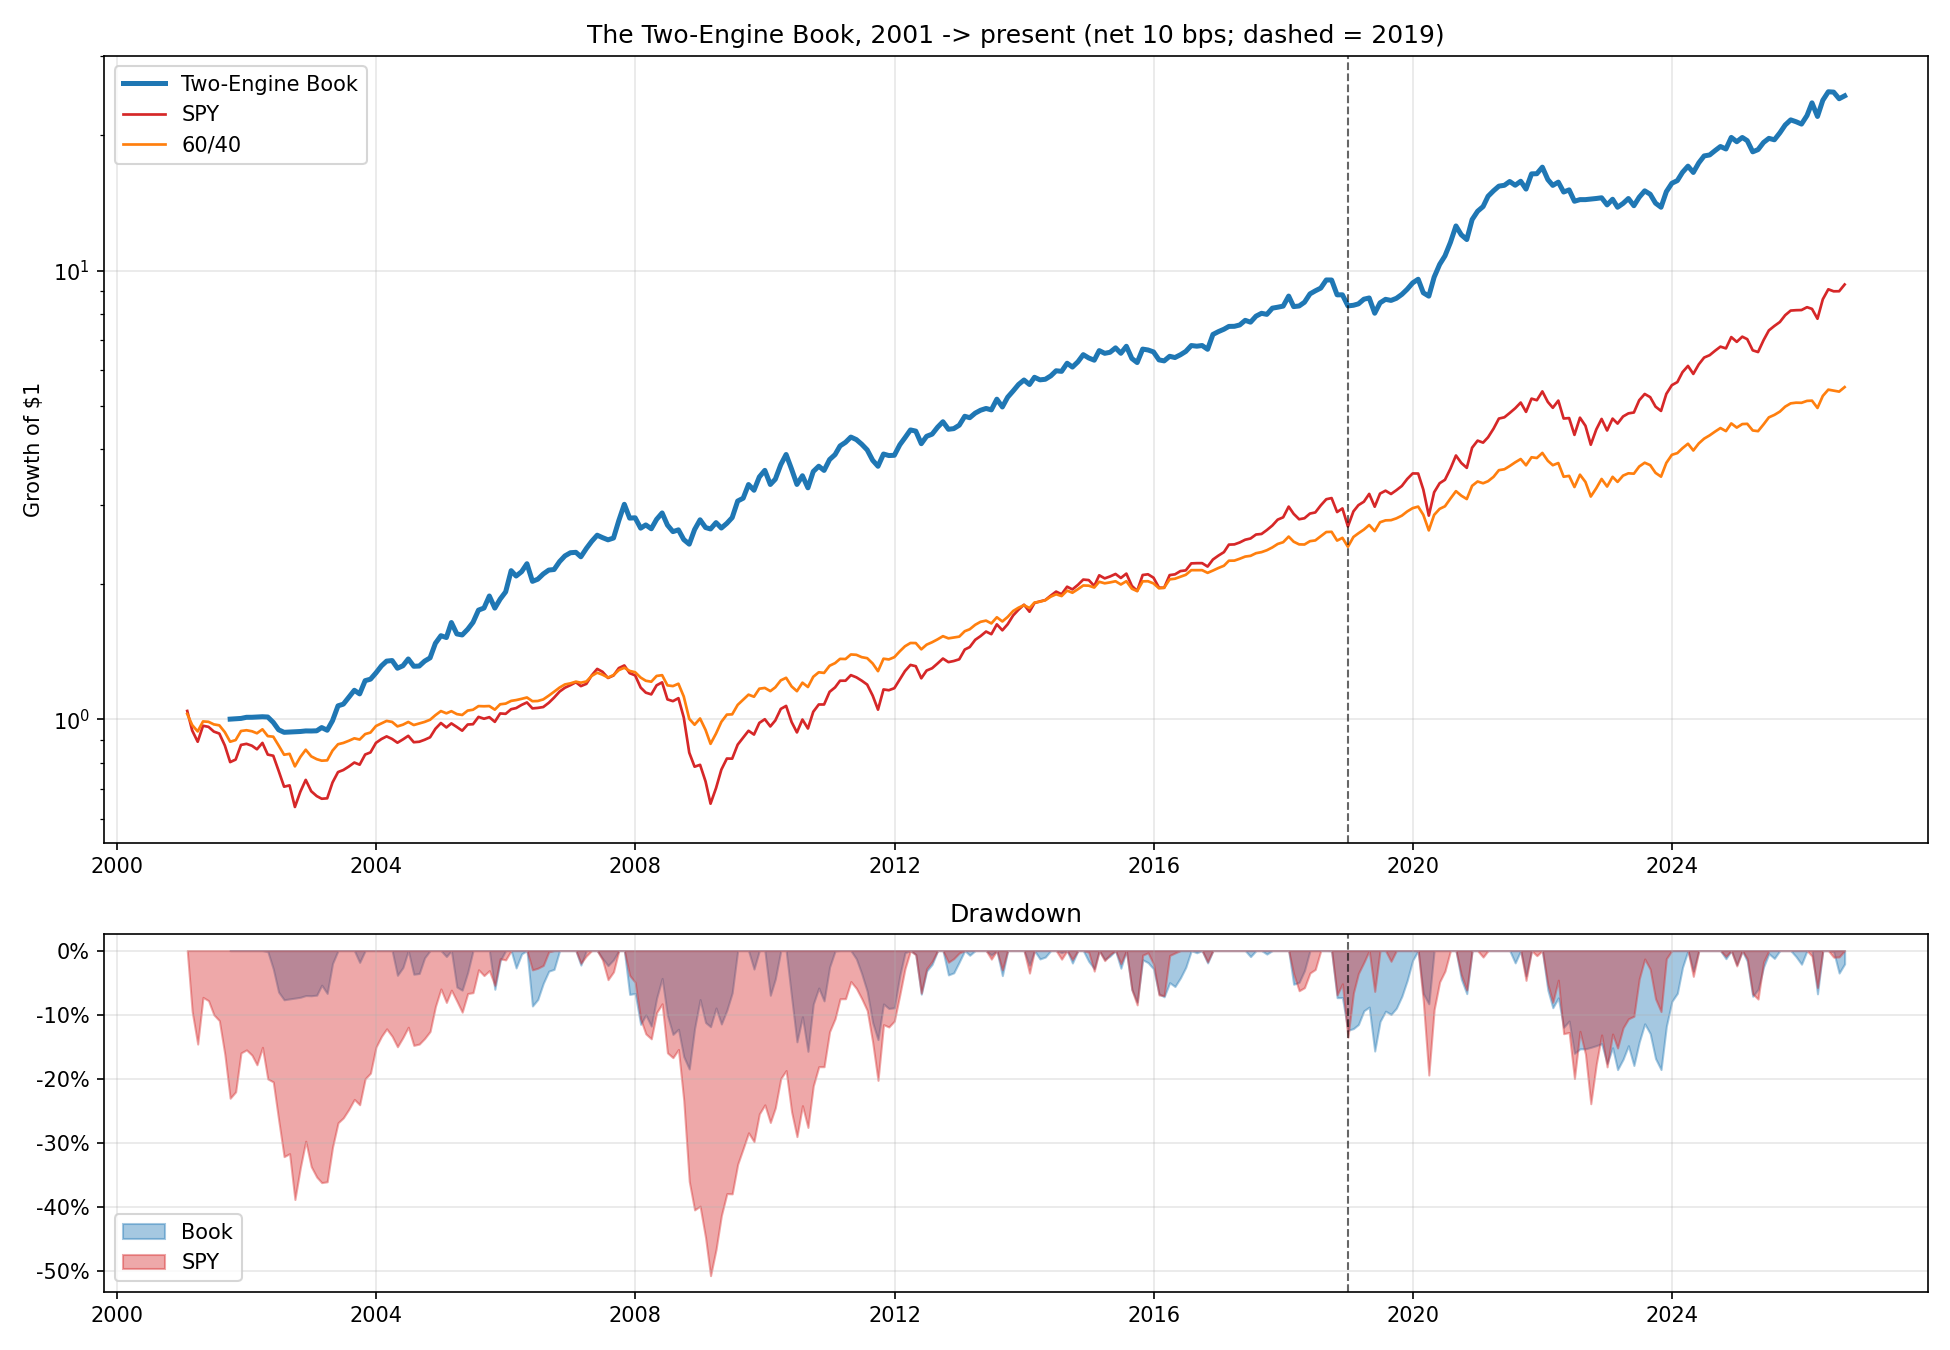 The Two-Engine Book, 2001 -> present (net 10 bps; dashed = 2019)
Two-Engine Book
SPY
60/40
Growth of $1
10¹
10⁰
2000 2004 2008 2012 2016 2020 2024
Drawdown
0%
-10%
-20%
-30%
-40%
-50%
Book
SPY
2000 2004 2008 2012 2016 2020 2024